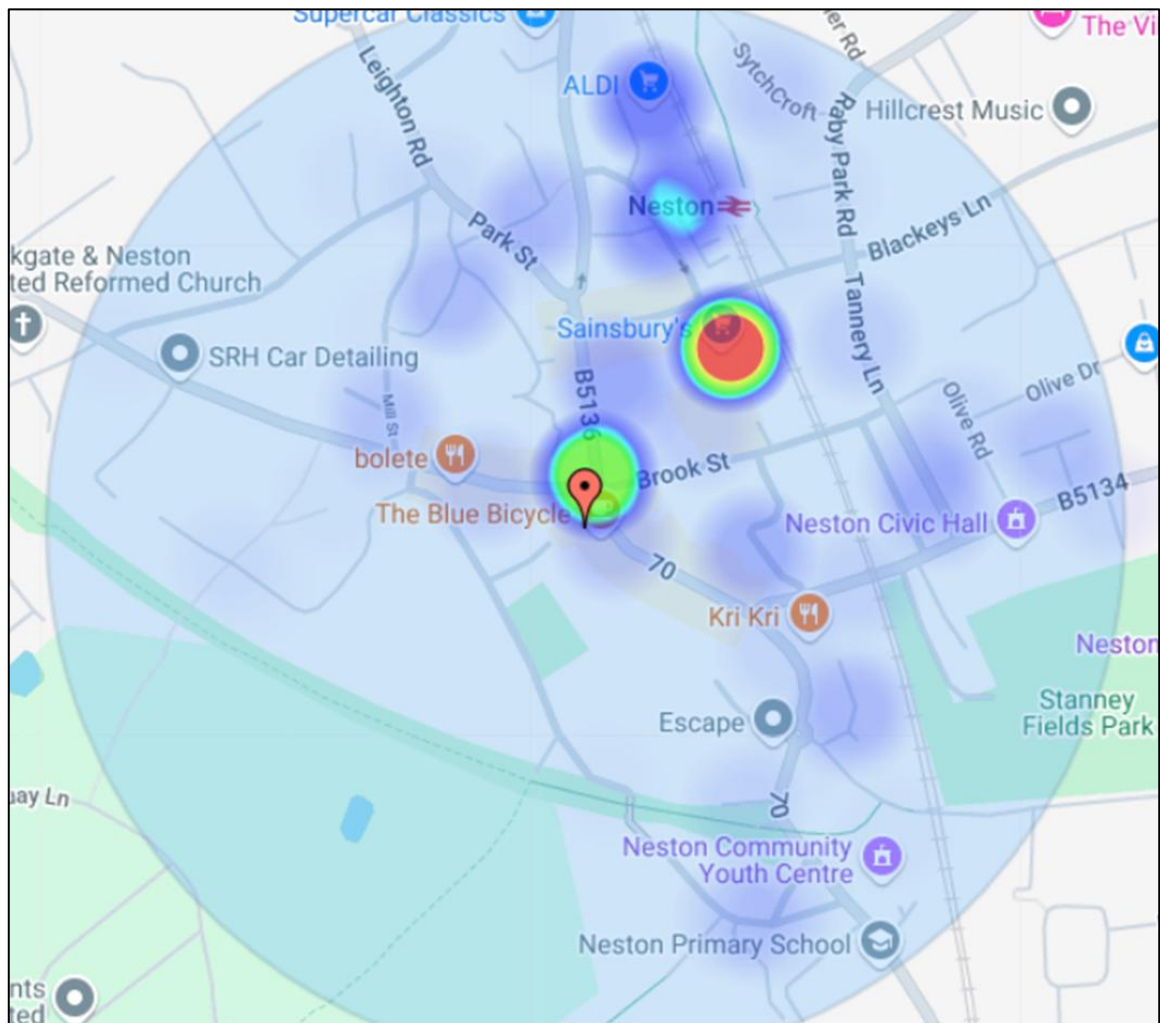 Supercar Classics
The Vi
er Rd
Leighton Rd
SytchCroft
ALDI
Raby Park Rd
Hillcrest Music
Neston
Park St
Blackeys Ln
kgate & Neston
ted Reformed Church
Tannery Ln
Sainsbury's
SRH Car Detailing
B5136
Mill St
Olive Dr
Olive Rd
bolete
Brook St
The Blue Bicycle
B5134
Neston Civic Hall
70
Kri Kri
Neston
Stanney
Fields Park
Escape
uay Ln
70
Neston Community
Youth Centre
Neston Primary School
nts
ted